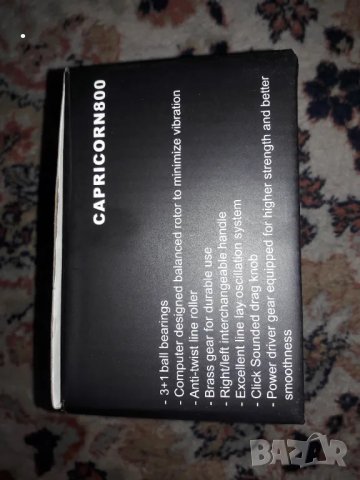 CAPRICORN800
- 3+1 ball bearings
- Computer designed balanced rotor to minimize vibration
- Anti-twist line roller
- Brass gear for durable use
- Right/left interchangeable handle
- Excellent line lay oscillation system
- Click Sounded drag knob
- Power driver gear equipped for higher strength and better
smoothness
BAZAR
bg